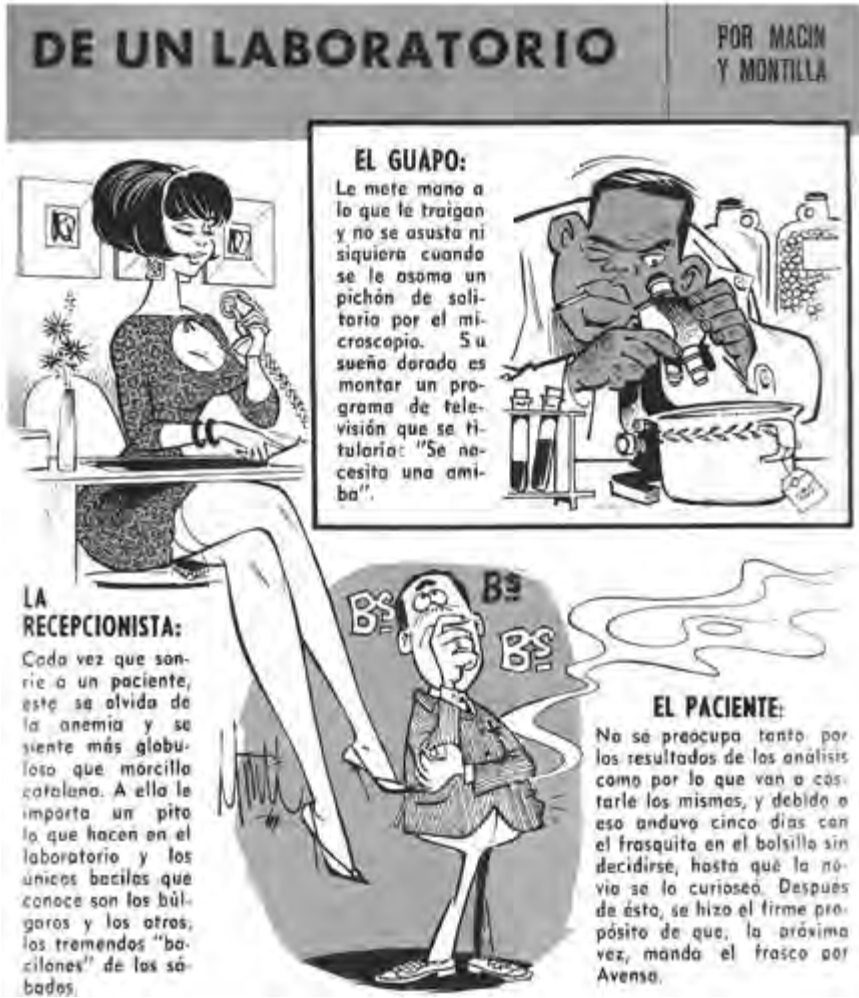 DE UN LABORATORIO
POR MACIN
Y MONTILLA
EL GUAPO:
Le mete mano a
lo que le traigan
y no se asusta ni
siquiera cuando
se le asoma un
pichón de soli-
taria por el mi-
croscopio. Su
sueño dorado es
montar un pro-
grama de tele-
visión que se ti-
tularía: "Se ne-
cesita una ami-
ba".
LA
RECEPCIONISTA:
Cada vez que son-
rie a un paciente,
este se olvida de
la anemia y se
siente más globu-
loso que morcilla
catalana. A ella le
importa un pito
lo que hacen en el
laboratorio y los
únicos bacilos que
conoce son los búl-
garos y los otros,
los tremendos "ba-
cilones" de los sá-
bados.
Bs
Bs
Bs
EL PACIENTE:
No se preocupa tanto por
los resultados de los análisis
como por lo que van a cos-
tarle los mismos, y debido a
eso anduvo cinco días con
el frasquito en el bolsillo sin
decidirse, hasta que la no-
via se lo curioseó. Después
de ésto, se hizo el firme pro-
pósito de que, la próxima
vez, manda el frasco por
Avensa.